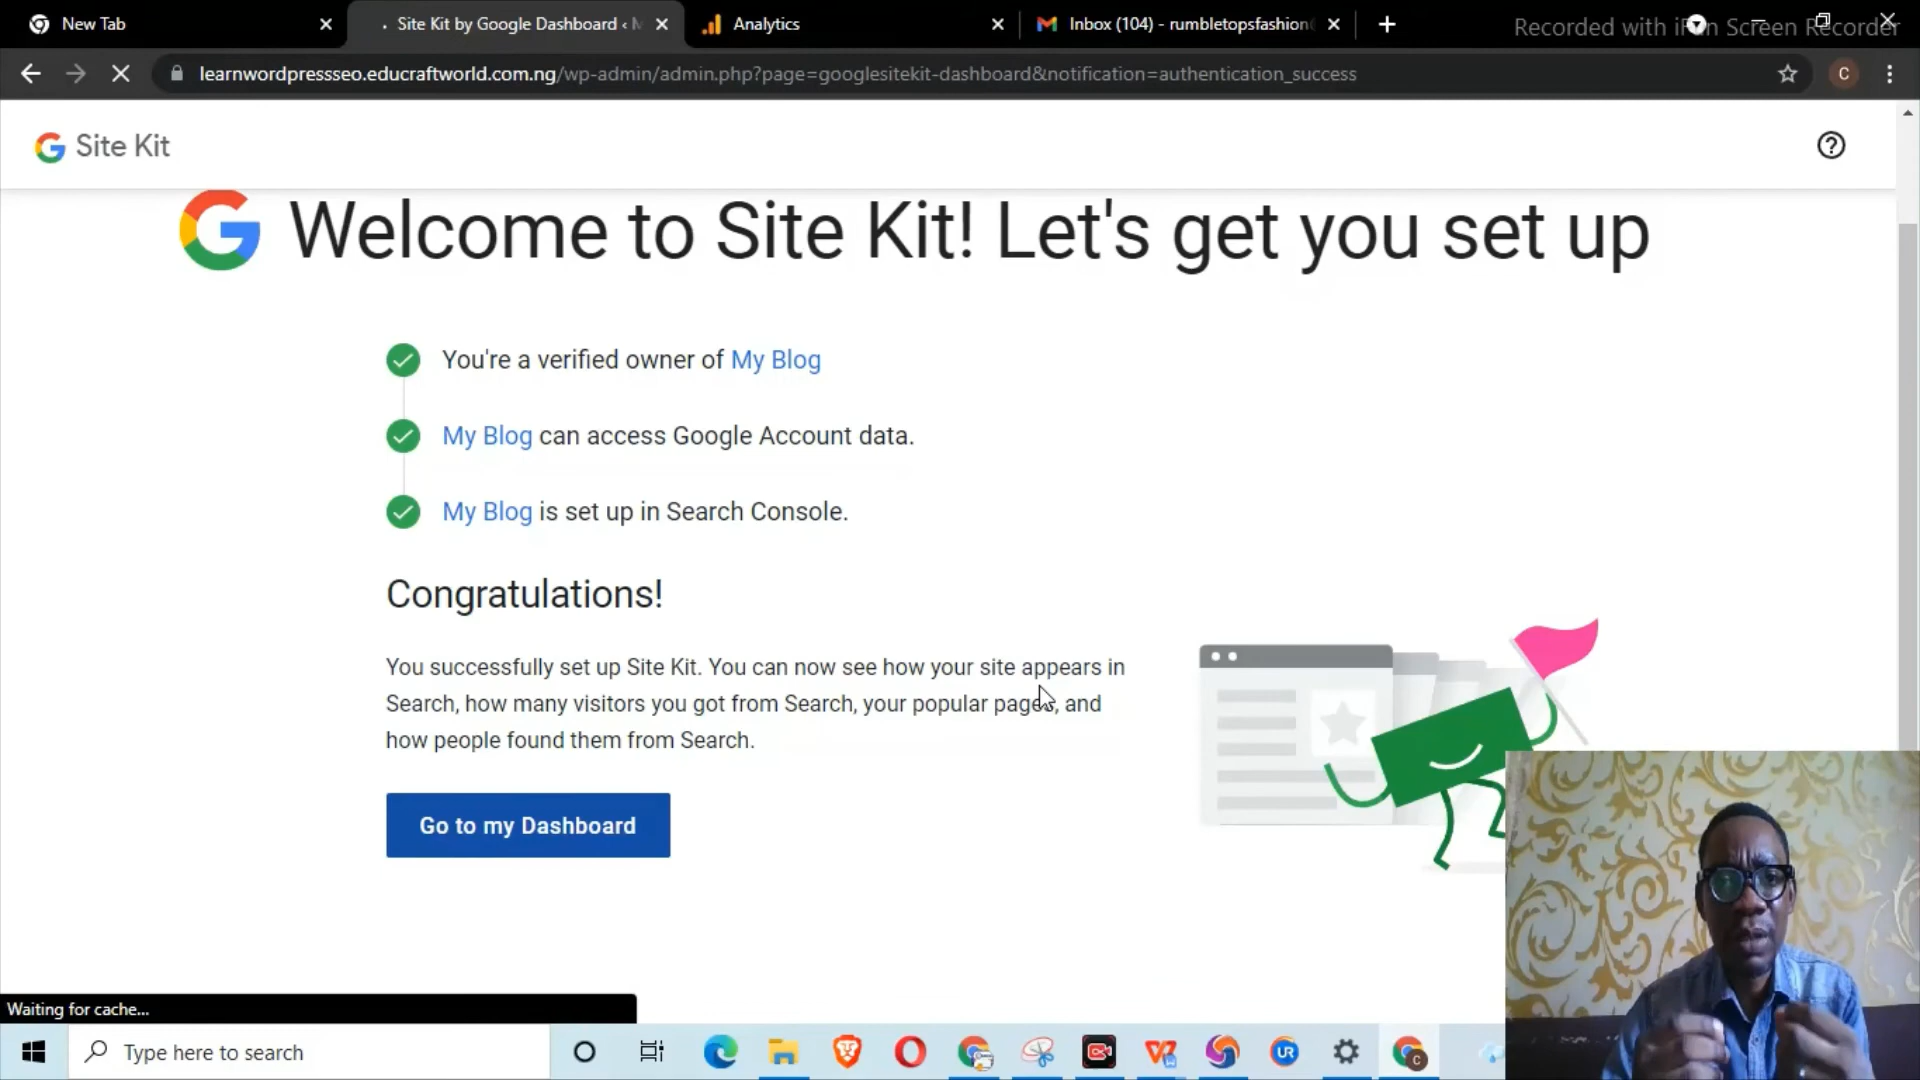 New Tab
Site Kit by Google Dashboard ‹ M
Analytics
Inbox (104) - rumbletopsfashion
Recorded with iFun Screen Recorder
learnwordpressseo.educraftworld.com.ng/wp-admin/admin.php?page=googlesitekit-dashboard&notification=authentication_success
C
Site Kit
Welcome to Site Kit! Let's get you set up
You're a verified owner of My Blog
My Blog can access Google Account data.
My Blog is set up in Search Console.
Congratulations!
You successfully set up Site Kit. You can now see how your site appears in
Search, how many visitors you got from Search, your popular pages, and
how people found them from Search.
Go to my Dashboard
Waiting for cache...
Type here to search
UR
C